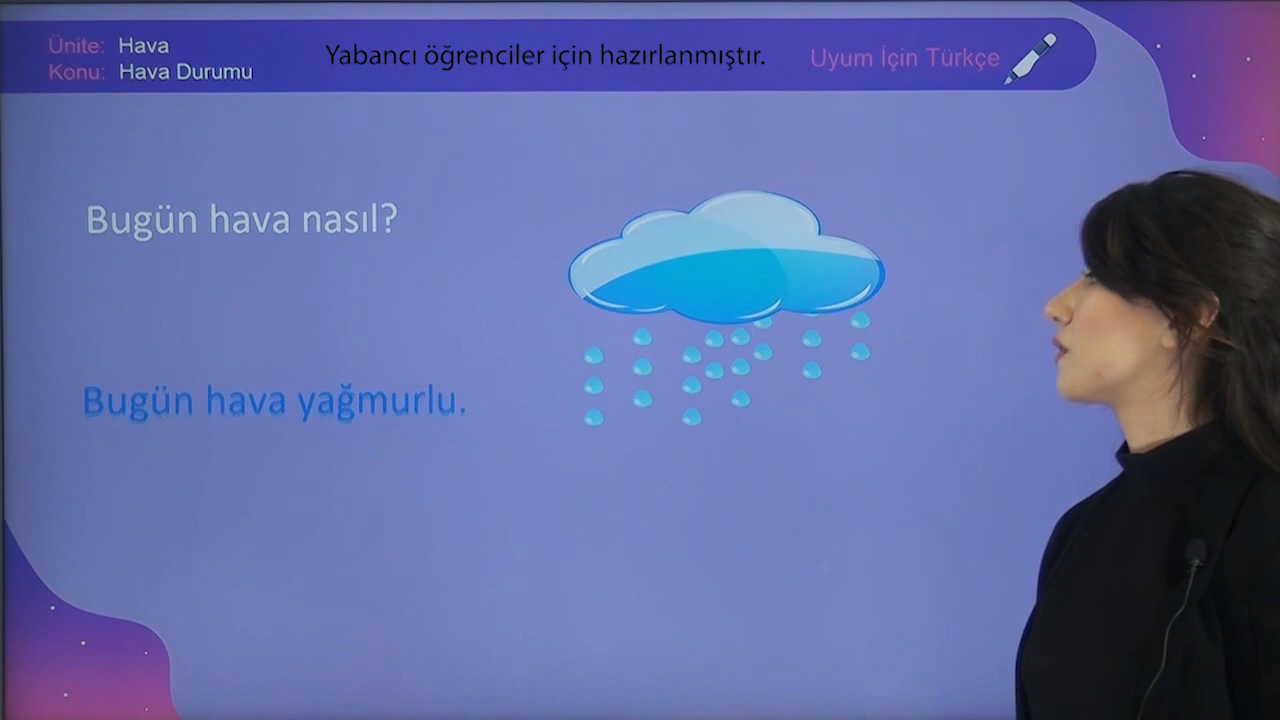 Ünite: Hava
Konu: Hava Durumu
Yabancı öğrenciler için hazırlanmıştır.
Uyum İçin Türkçe
Bugün hava nasıl?
Bugün hava yağmurlu.